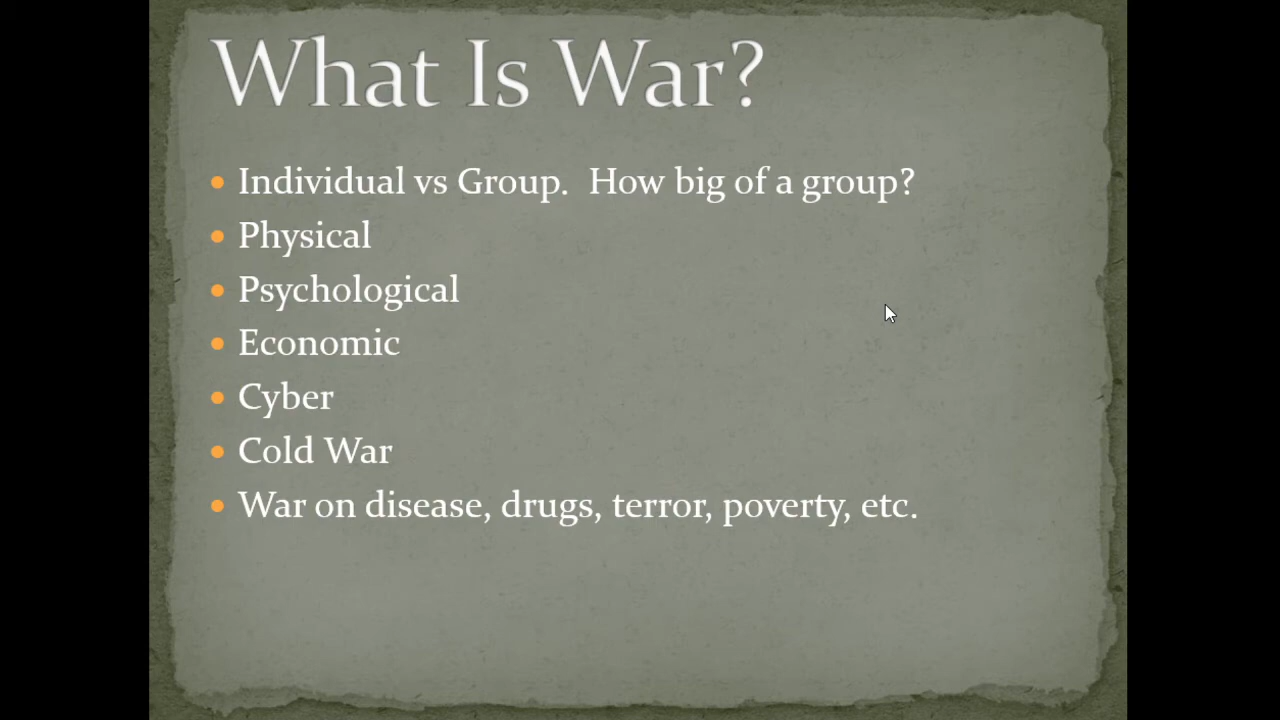 What Is War?
• Individual vs Group.  How big of a group?
• Physical
• Psychological
• Economic
• Cyber
• Cold War
• War on disease, drugs, terror, poverty, etc.